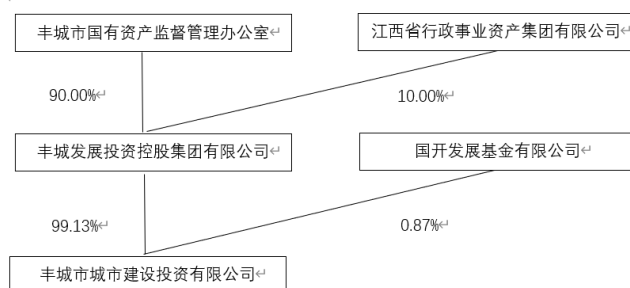 丰城市国有资产监督管理办公室
江西省行政事业资产集团有限公司
90.00%
10.00%
丰城发展投资控股集团有限公司
国开发展基金有限公司
99.13%
0.87%
丰城市城市建设投资有限公司